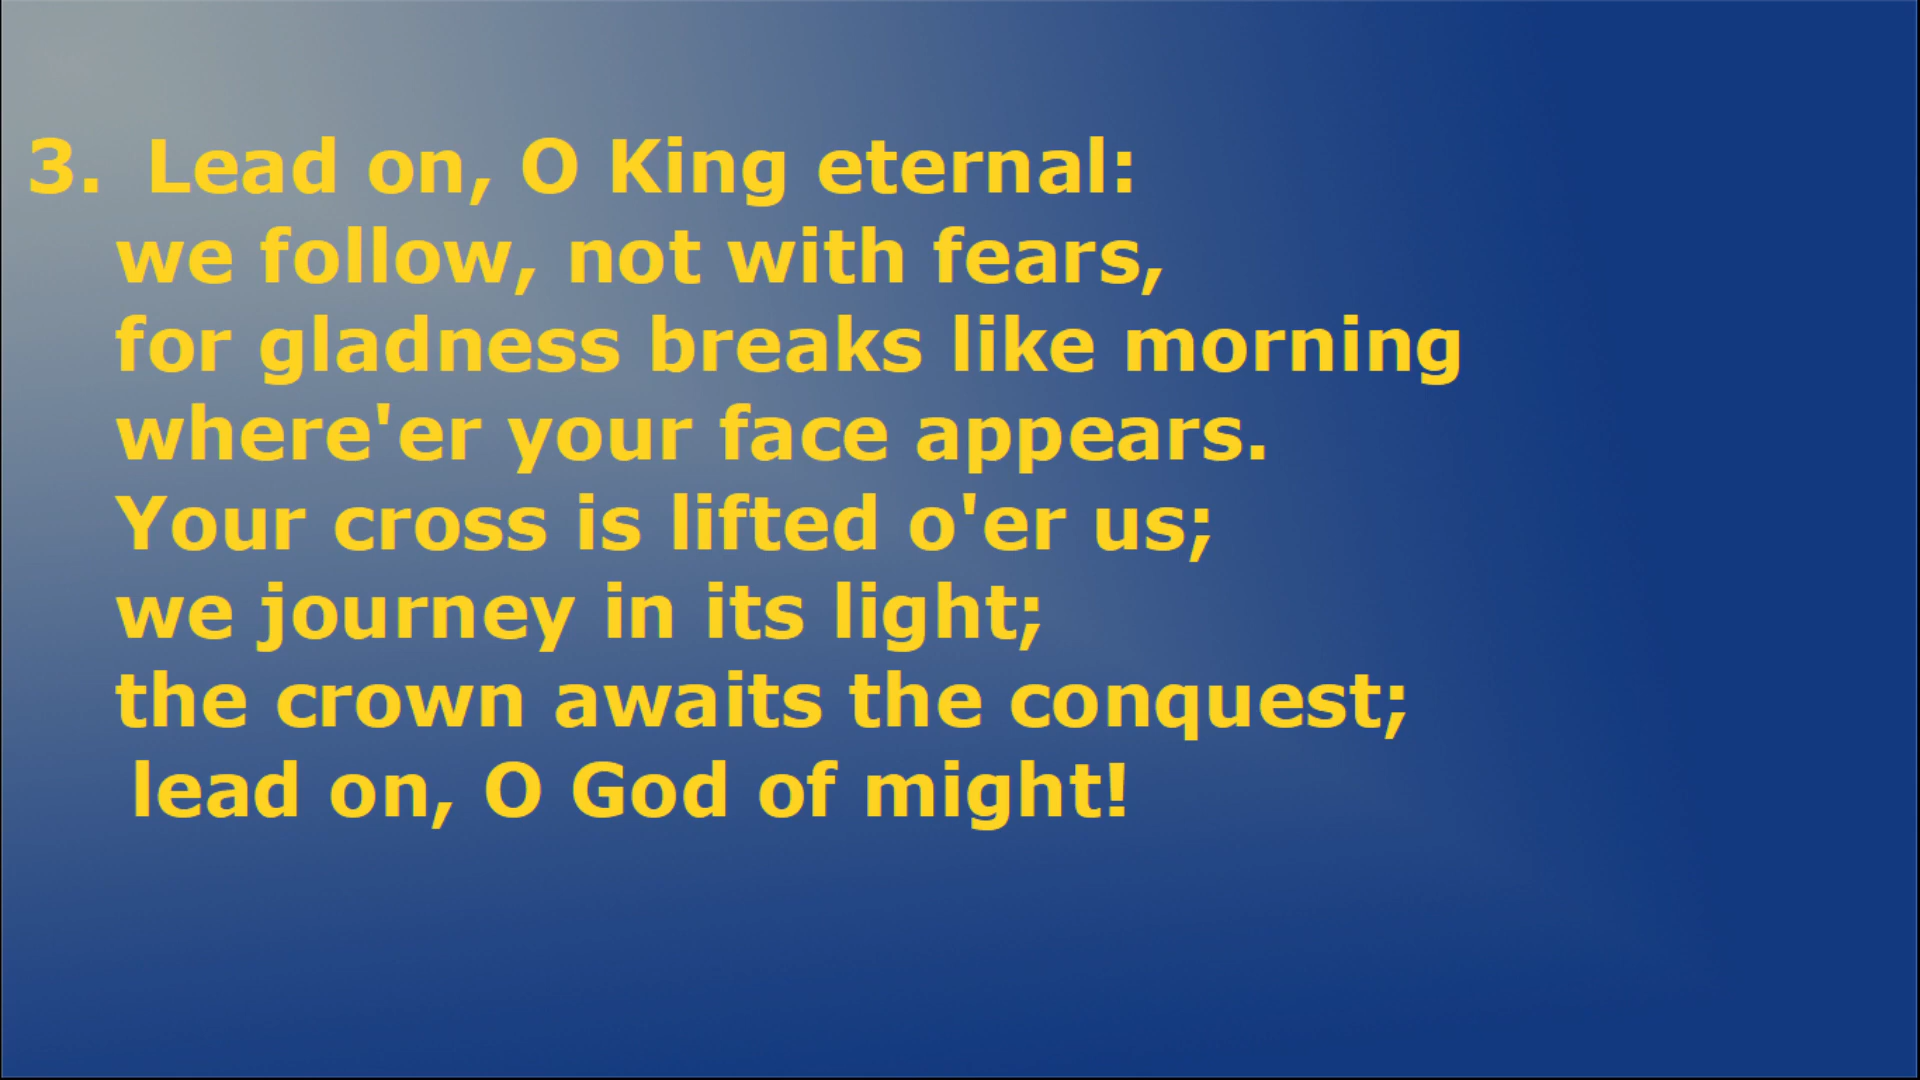 3. Lead on, O King eternal:
we follow, not with fears,
for gladness breaks like morning
where'er your face appears.
Your cross is lifted o'er us;
we journey in its light;
the crown awaits the conquest;
lead on, O God of might!